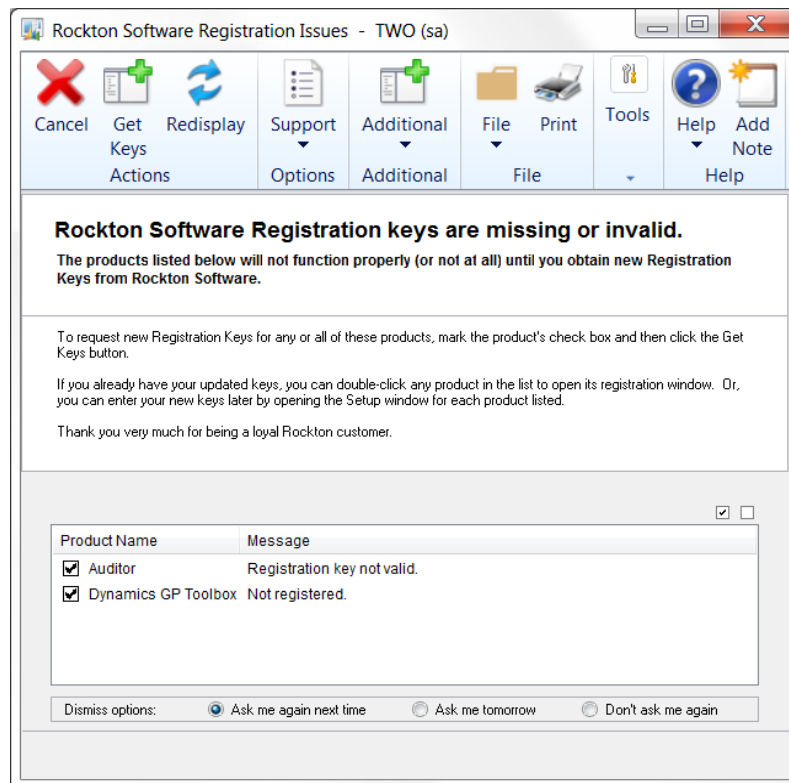 Rockton Software Registration Issues - TWO (sa)
Cancel Get Keys Redisplay Support Additional File Print Tools Help Add Note
Actions Options Additional File Help
Rockton Software Registration keys are missing or invalid.
The products listed below will not function properly (or not at all) until you obtain new Registration
Keys from Rockton Software.
To request new Registration Keys for any or all of these products, mark the product's check box and then click the Get
Keys button.
If you already have your updated keys, you can double-click any product in the list to open its registration window. Or,
you can enter your new keys later by opening the Setup window for each product listed.
Thank you very much for being a loyal Rockton customer.
Product Name Message
Auditor Registration key not valid.
Dynamics GP Toolbox Not registered.
Dismiss options: Ask me again next time Ask me tomorrow Don't ask me again